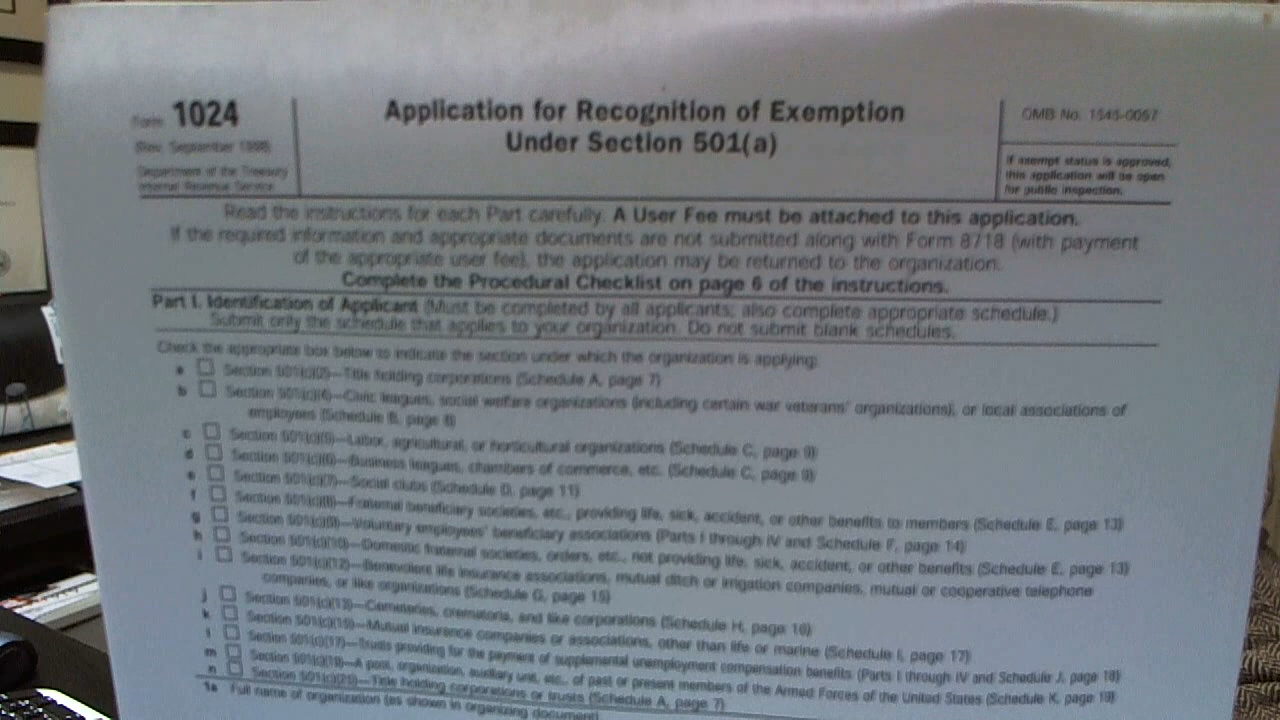 Form 1024
(Rev. September 1998)
Department of the Treasury
Internal Revenue Service
Application for Recognition of Exemption
Under Section 501(a)
OMB No. 1545-0057
If exempt status is approved,
this application will be open
for public inspection.
Read the instructions for each Part carefully. A User Fee must be attached to this application.
If the required information and appropriate documents are not submitted along with Form 8718 (with payment
of the appropriate user fee), the application may be returned to the organization.
Complete the Procedural Checklist on page 6 of the instructions.
Part I. Identification of Applicant (Must be completed by all applicants; also complete appropriate schedule.)
Submit only the schedule that applies to your organization. Do not submit blank schedules.
Check the appropriate box below to indicate the section under which the organization is applying:
a Section 501(c)(2)—Title holding corporations (Schedule A, page 7)
b Section 501(c)(4)—Civic leagues, social welfare organizations (including certain war veterans' organizations), or local associations of
employees (Schedule B, page 8)
c Section 501(c)(5)—Labor, agricultural, or horticultural organizations (Schedule C, page 9)
d Section 501(c)(6)—Business leagues, chambers of commerce, etc. (Schedule C, page 9)
e Section 501(c)(7)—Social clubs (Schedule D, page 11)
f Section 501(c)(8)—Fraternal beneficiary societies, etc., providing life, sick, accident, or other benefits to members (Schedule E, page 13)
g Section 501(c)(9)—Voluntary employees' beneficiary associations (Parts I through IV and Schedule F, page 14)
h Section 501(c)(10)—Domestic fraternal societies, orders, etc., not providing life, sick, accident, or other benefits (Schedule E, page 13)
i Section 501(c)(12)—Benevolent life insurance associations, mutual ditch or irrigation companies, mutual or cooperative telephone
companies, or like organizations (Schedule G, page 15)
j Section 501(c)(13)—Cemeteries, crematoria, and like corporations (Schedule H, page 16)
k Section 501(c)(15)—Mutual insurance companies or associations, other than life or marine (Schedule I, page 17)
l Section 501(c)(17)—Trusts providing for the payment of supplemental unemployment compensation benefits (Parts I through IV and Schedule J, page 18)
m Section 501(c)(19)—A post, organization, auxiliary unit, etc., of past or present members of the Armed Forces of the United States (Schedule K, page 19)
n Section 501(c)(25)—Title holding corporations or trusts (Schedule A, page 7)
1a Full name of organization (as shown in organizing document)